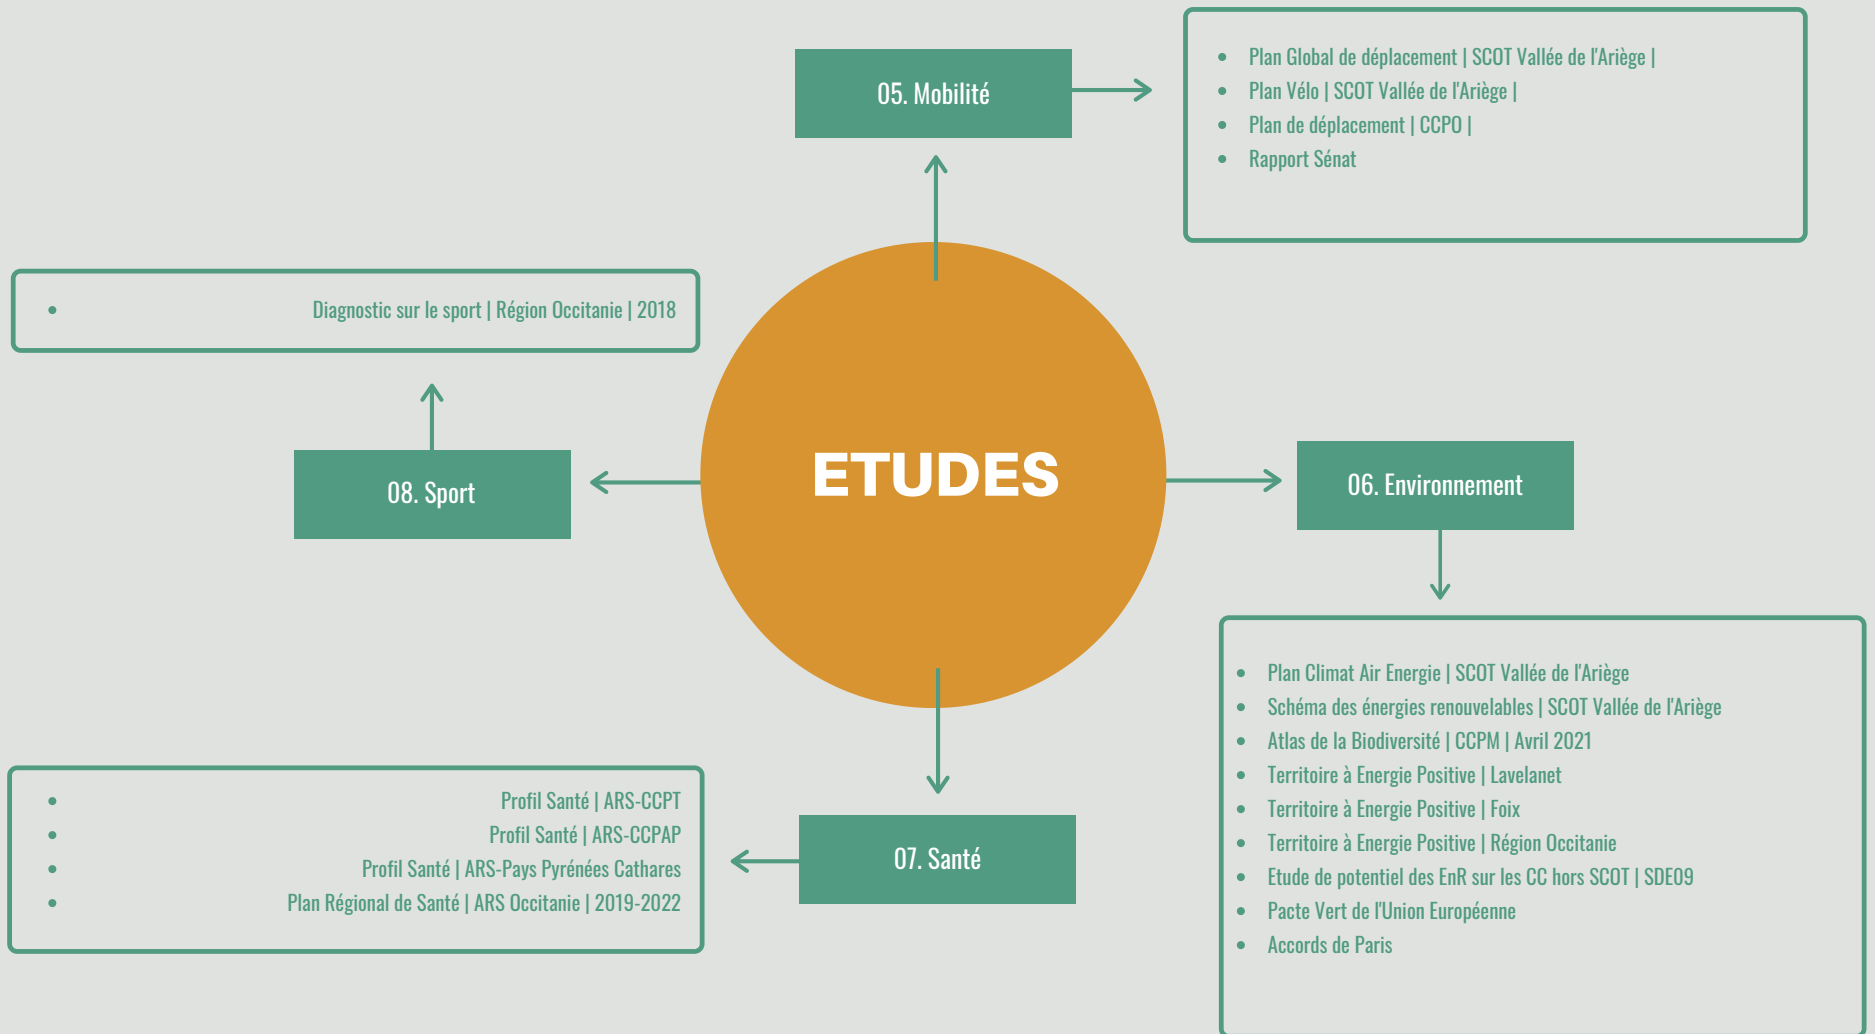 05. Mobilité
• Plan Global de déplacement | SCOT Vallée de l'Ariège |
• Plan Vélo | SCOT Vallée de l'Ariège |
• Plan de déplacement | CCPO |
• Rapport Sénat
• Diagnostic sur le sport | Région Occitanie | 2018
08. Sport
ETUDES
06. Environnement
• Plan Climat Air Energie | SCOT Vallée de l'Ariège
• Schéma des énergies renouvelables | SCOT Vallée de l'Ariège
• Atlas de la Biodiversité | CCPM | Avril 2021
• Territoire à Energie Positive | Lavelanet
• Territoire à Energie Positive | Foix
• Territoire à Energie Positive | Région Occitanie
• Etude de potentiel des EnR sur les CC hors SCOT | SDE09
• Pacte Vert de l'Union Européenne
• Accords de Paris
07. Santé
• Profil Santé | ARS-CCPT
• Profil Santé | ARS-CCPAP
• Profil Santé | ARS-Pays Pyrénées Cathares
• Plan Régional de Santé | ARS Occitanie | 2019-2022